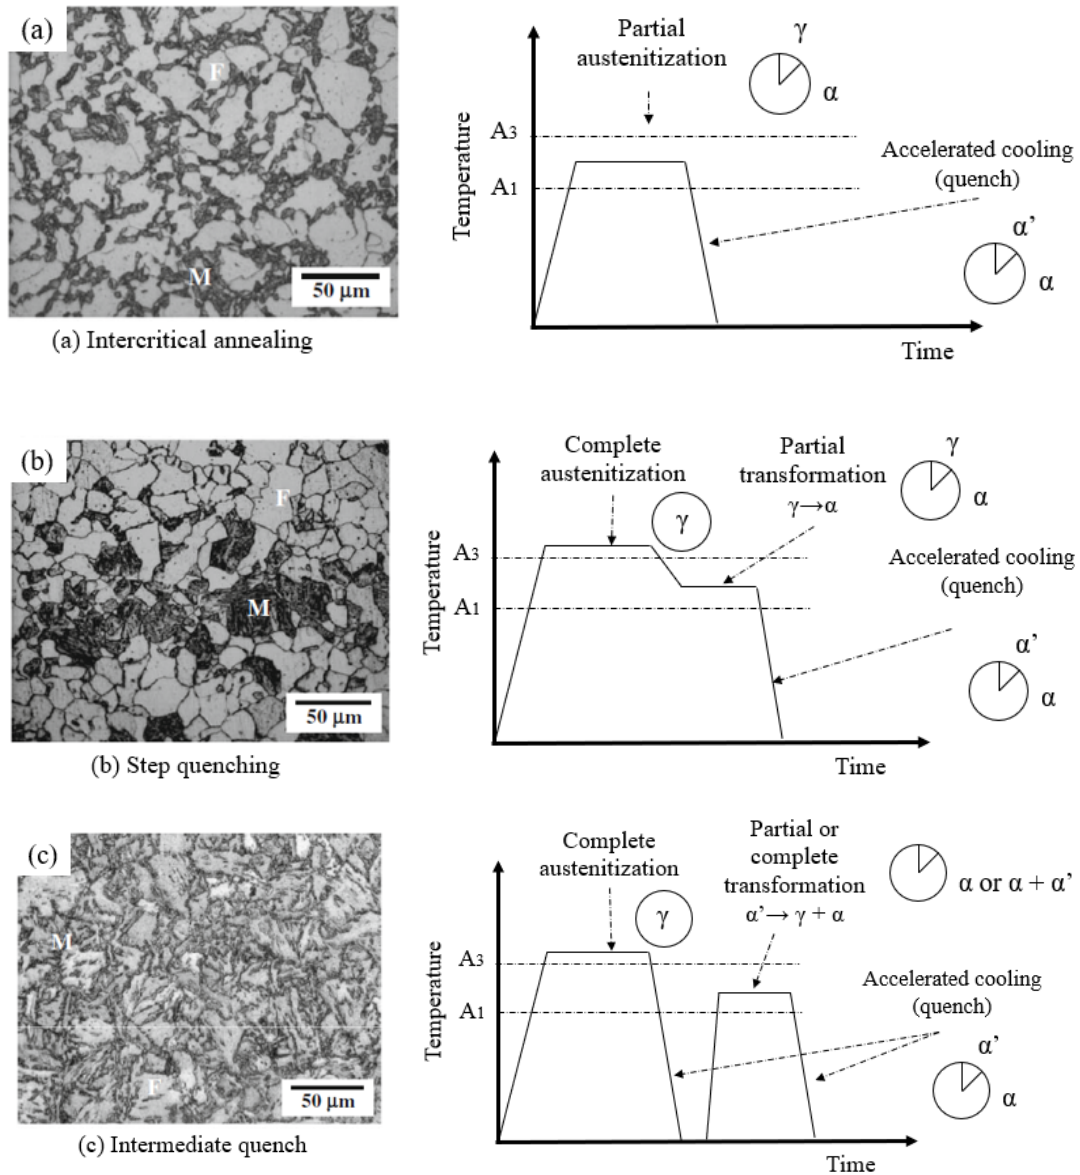 (a)
F
M
50 µm
(a) Intercritical annealing
Partial
austenitization
γ
α
A3
A1
Temperature
Accelerated cooling
(quench)
α’
α
Time
(b)
F
M
50 µm
(b) Step quenching
Complete
austenitization
Partial
transformation
γ→α
γ
γ
α
A3
A1
Temperature
Accelerated cooling
(quench)
α’
α
Time
(c)
M
F
50 µm
(c) Intermediate quench
Complete
austenitization
Partial or
complete
transformation
α’→ γ + α
γ
α or α + α’
A3
A1
Temperature
Accelerated cooling
(quench)
α’
α
Time